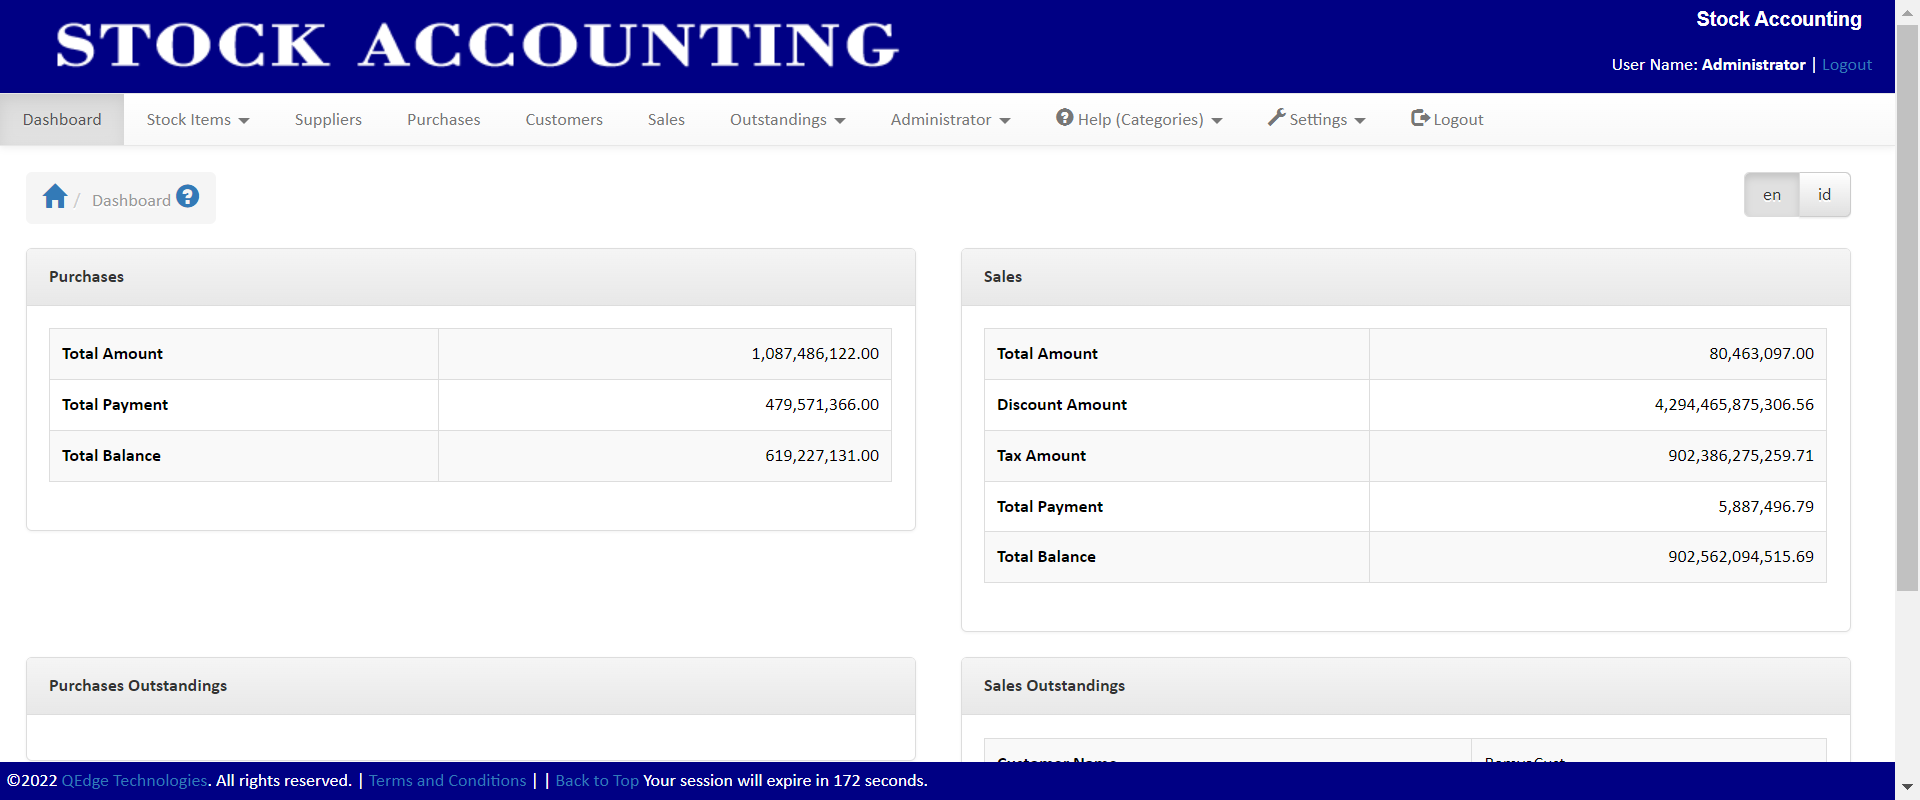 STOCK ACCOUNTING
Stock Accounting
User Name: Administrator | Logout
Dashboard Stock Items Suppliers Purchases Customers Sales Outstandings Administrator Help (Categories) Settings Logout
/ Dashboard
en id
Purchases
Total Amount 1,087,486,122.00
Total Payment 479,571,366.00
Total Balance 619,227,131.00
Sales
Total Amount 80,463,097.00
Discount Amount 4,294,465,875,306.56
Tax Amount 902,386,275,259.71
Total Payment 5,887,496.79
Total Balance 902,562,094,515.69
Purchases Outstandings
Sales Outstandings
Customer Name
©2022 QEdge Technologies. All rights reserved. | Terms and Conditions | | Back to Top Your session will expire in 172 seconds.